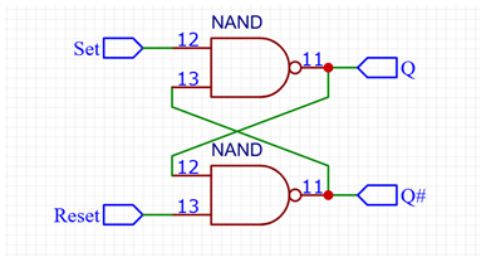 NAND
Set 12 11 Q
13
NAND
12 11 Q#
Reset 13